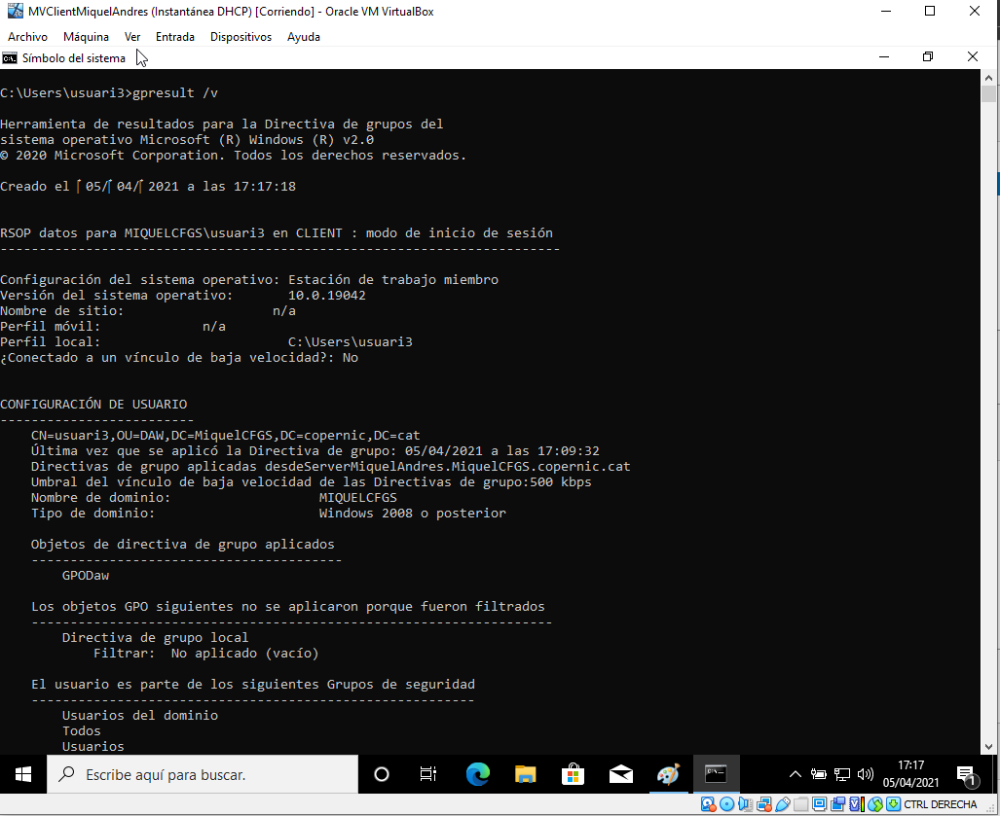 MVClientMiquelAndres (Instantánea DHCP) [Corriendo] - Oracle VM VirtualBox
Archivo Máquina Ver Entrada Dispositivos Ayuda
Símbolo del sistema
C:\Users\usuari3>gpresult /v
Herramienta de resultados para la Directiva de grupos del
sistema operativo Microsoft (R) Windows (R) v2.0
© 2020 Microsoft Corporation. Todos los derechos reservados.
Creado el 05/ 04/ 2021 a las 17:17:18
RSOP datos para MIQUELCFGS\usuari3 en CLIENT : modo de inicio de sesión
------------------------------------------------------------------------
Configuración del sistema operativo: Estación de trabajo miembro
Versión del sistema operativo: 10.0.19042
Nombre de sitio: n/a
Perfil móvil: n/a
Perfil local: C:\Users\usuari3
¿Conectado a un vínculo de baja velocidad?: No
CONFIGURACIÓN DE USUARIO
-------------------------
CN=usuari3,OU=DAW,DC=MiquelCFGS,DC=copernic,DC=cat
Última vez que se aplicó la Directiva de grupo: 05/04/2021 a las 17:09:32
Directivas de grupo aplicadas desdeServerMiquelAndres.MiquelCFGS.copernic.cat
Umbral del vínculo de baja velocidad de las Directivas de grupo:500 kbps
Nombre de dominio: MIQUELCFGS
Tipo de dominio: Windows 2008 o posterior
Objetos de directiva de grupo aplicados
----------------------------------------
GPODaw
Los objetos GPO siguientes no se aplicaron porque fueron filtrados
-------------------------------------------------------------------
Directiva de grupo local
Filtrar: No aplicado (vacío)
El usuario es parte de los siguientes Grupos de seguridad
---------------------------------------------------------
Usuarios del dominio
Todos
Usuarios
Escribe aquí para buscar.
17:17
05/04/2021
1
CTRL DERECHA